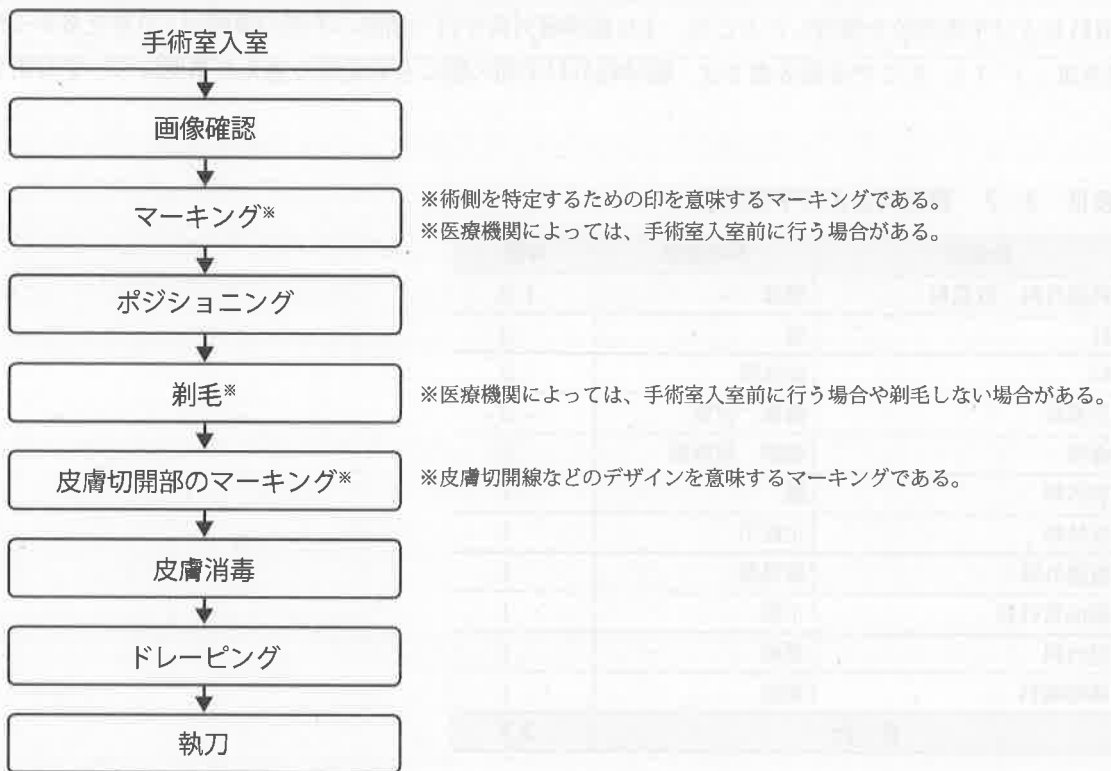 手術室入室
画像確認
マーキング※
※術側を特定するための印を意味するマーキングである。
※医療機関によっては、手術室入室前に行う場合がある。
ポジショニング
剃毛※
※医療機関によっては、手術室入室前に行う場合や剃毛しない場合がある。
皮膚切開部のマーキング※
※皮膚切開線などのデザインを意味するマーキングである。
皮膚消毒
ドレーピング
執刀